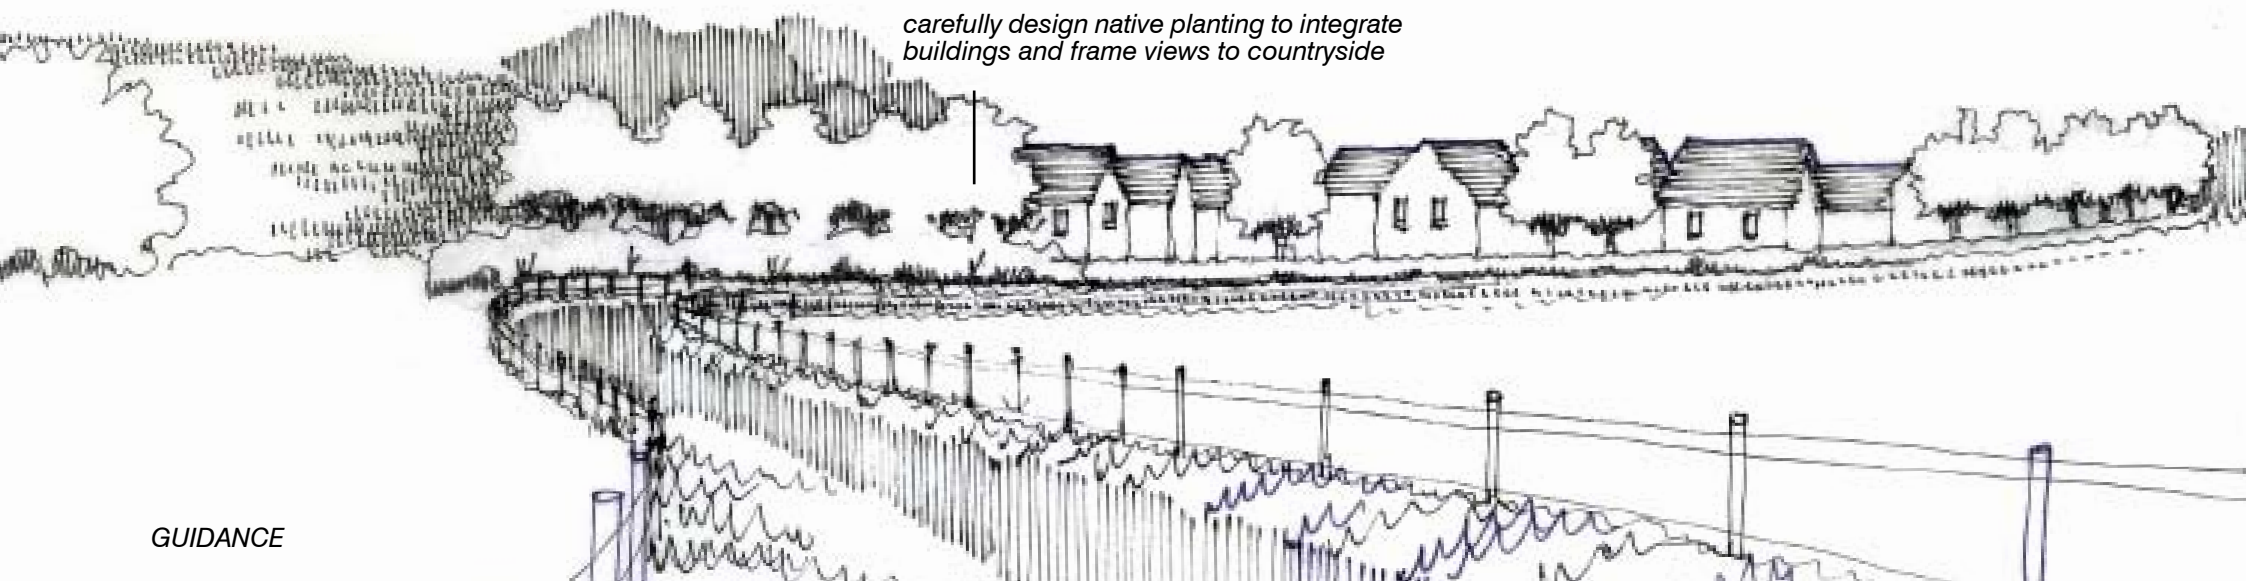 carefully design native planting to integrate
buildings and frame views to countryside
GUIDANCE